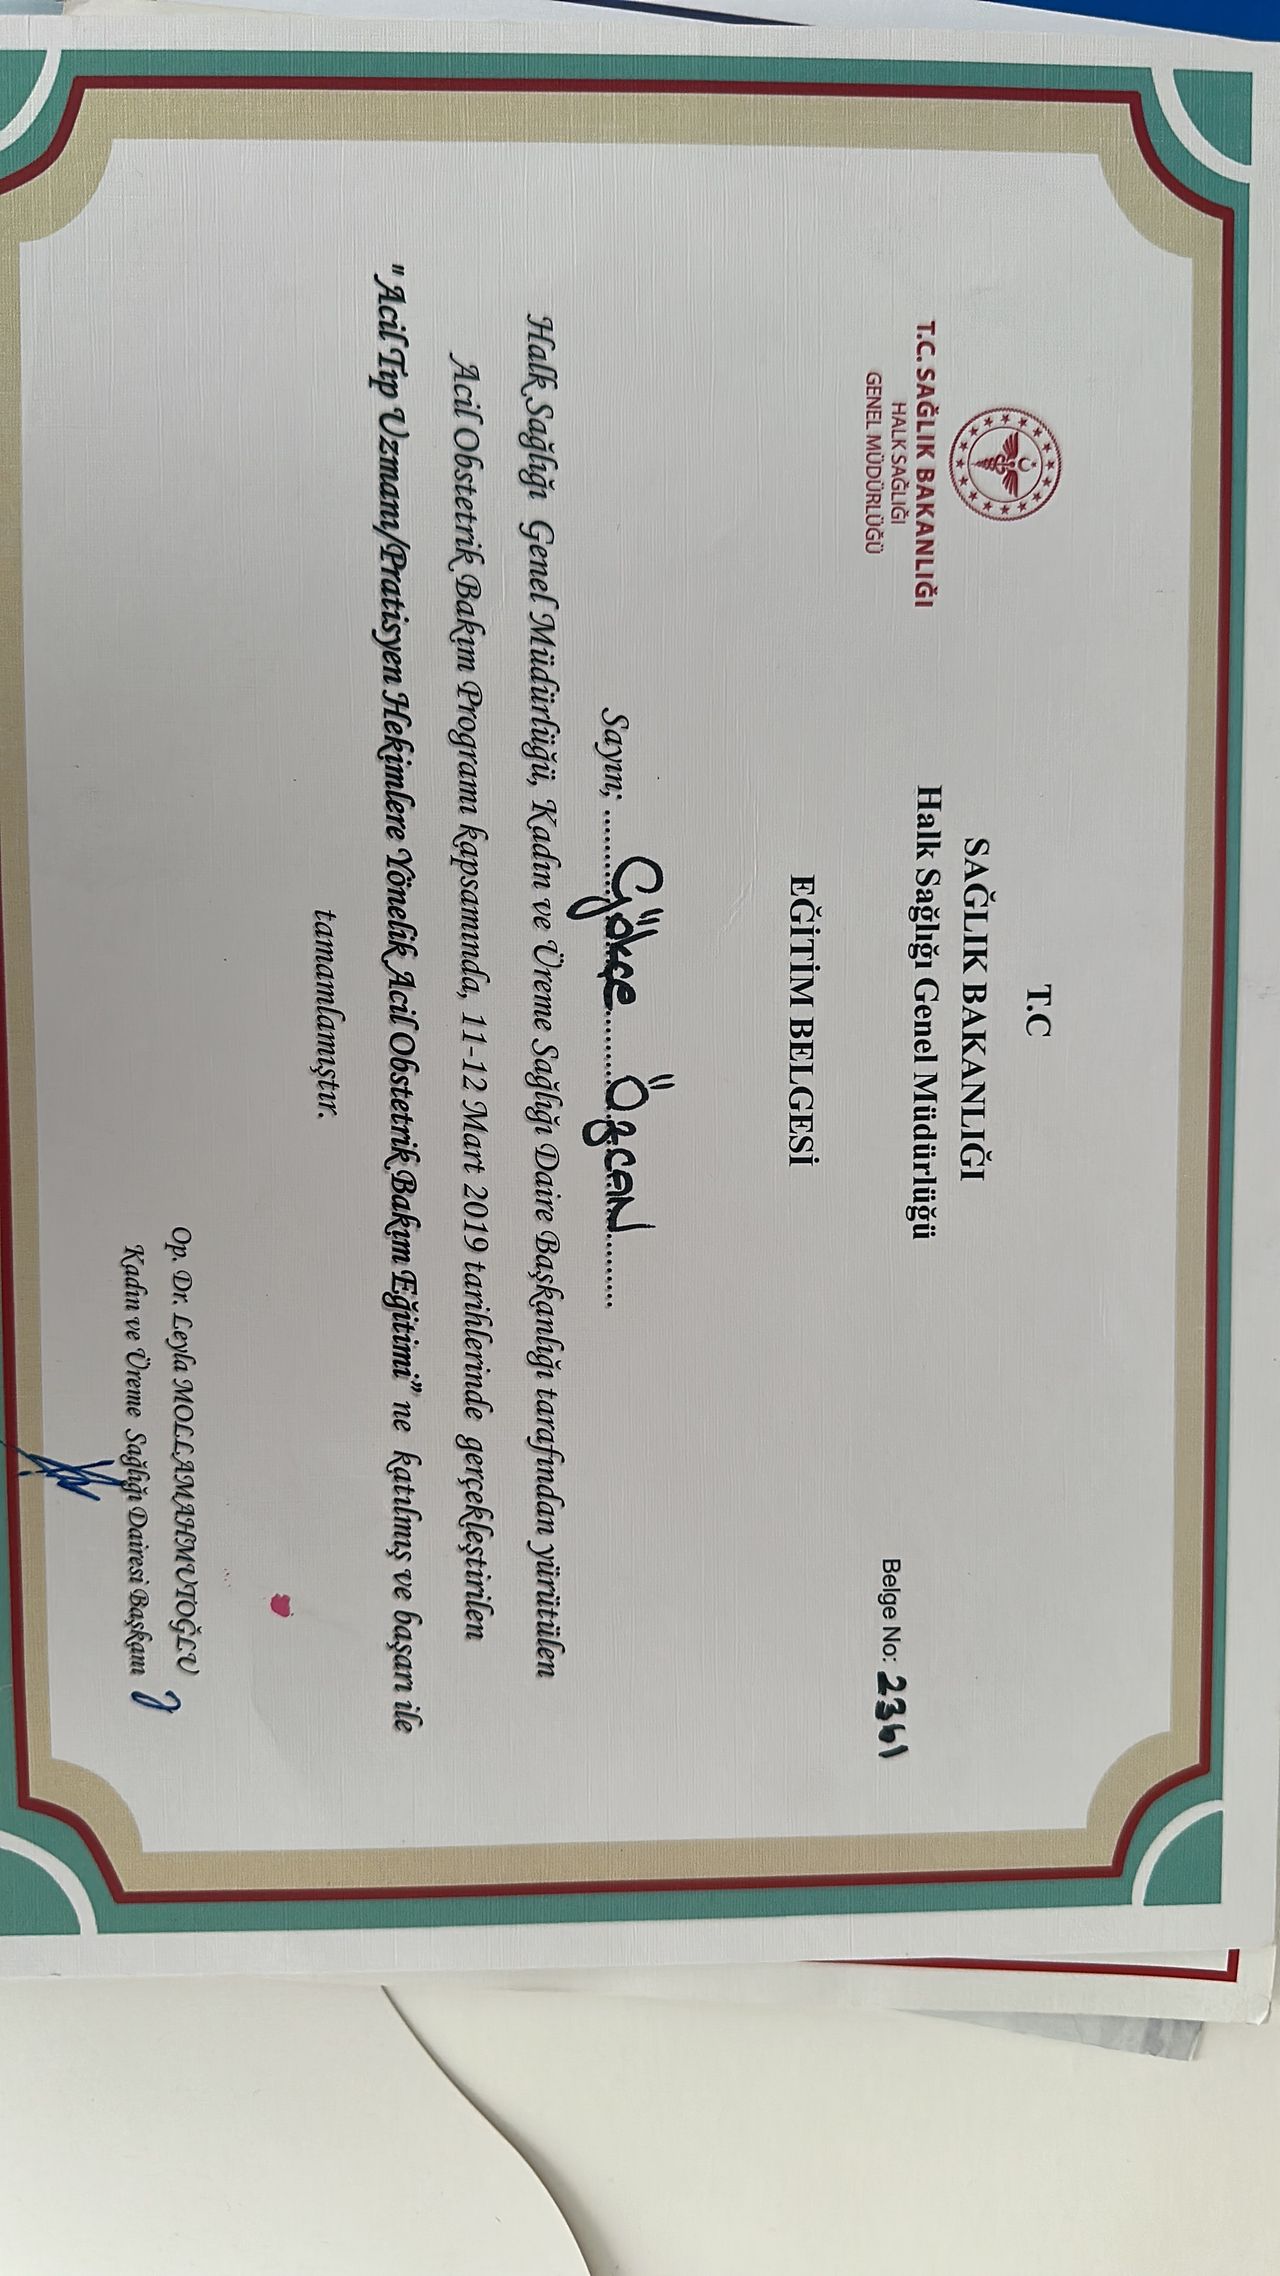 T.C. SAĞLIK BAKANLIĞI
HALK SAĞLIĞI
GENEL MÜDÜRLÜĞÜ
T.C
SAĞLIK BAKANLIĞI
Halk Sağlığı Genel Müdürlüğü
Belge No: 2361
EĞİTİM BELGESİ
Sayın; Gökçe Özcan
Halk Sağlığı Genel Müdürlüğü, Kadın ve Üreme Sağlığı Daire Başkanlığı tarafından yürütülen
Acil Obstetrik Bakım Programı kapsamında, 11-12 Mart 2019 tarihlerinde gerçekleştirilen
"Acil Tıp Uzmanı/Pratisyen Hekimlere Yönelik Acil Obstetrik Bakım Eğitimi" ne katılmış ve başarı ile
tamamlamıştır.
Op. Dr. Leyla MOLLAMAHMUTOĞLU
Kadın ve Üreme Sağlığı Dairesi Başkanı